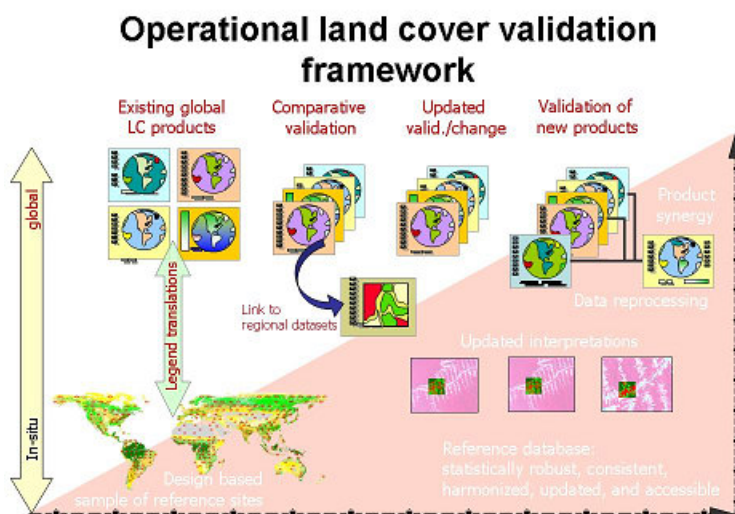 Operational land cover validation
framework
Existing global
LC products
Comparative
validation
Updated
valid./change
Validation of
new products
global
In-situ
Legend translations
Link to
regional datasets
Product
synergy
Data reprocessing
Updated interpretations
Design based
sample of reference sites
Reference database:
statistically robust, consistent,
harmonized, updated, and accessible